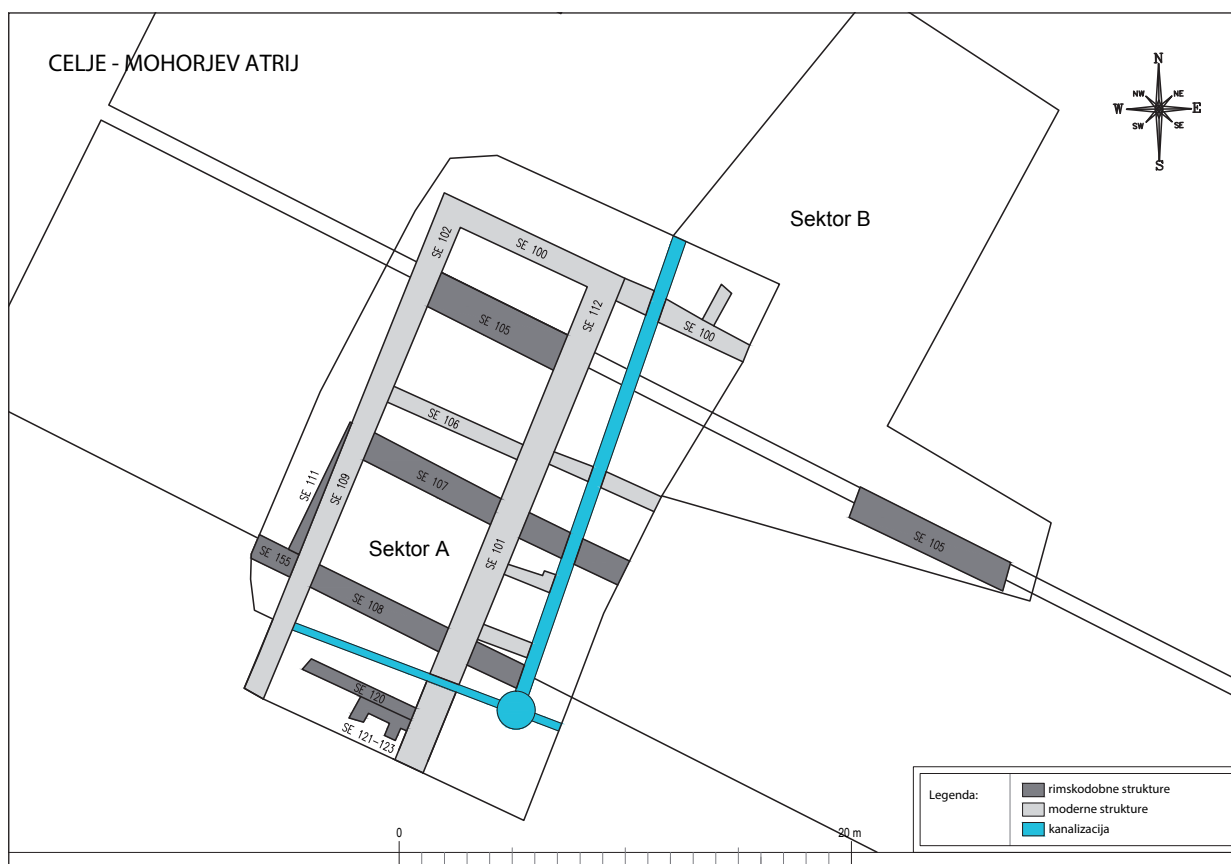 CELJE - MOHORJEV ATRIJ
N
NW NE
W E
SW SE
S
Sektor B
SE 102
SE 100
SE 112
SE 100
SE 105
SE 106
SE 107
SE 111
SE 109
SE 105
Sektor A
SE 101
SE 155
SE 108
SE 120
SE 121-123
Legenda:
rimskodobne strukture
moderne strukture
kanalizacija
0 20 m